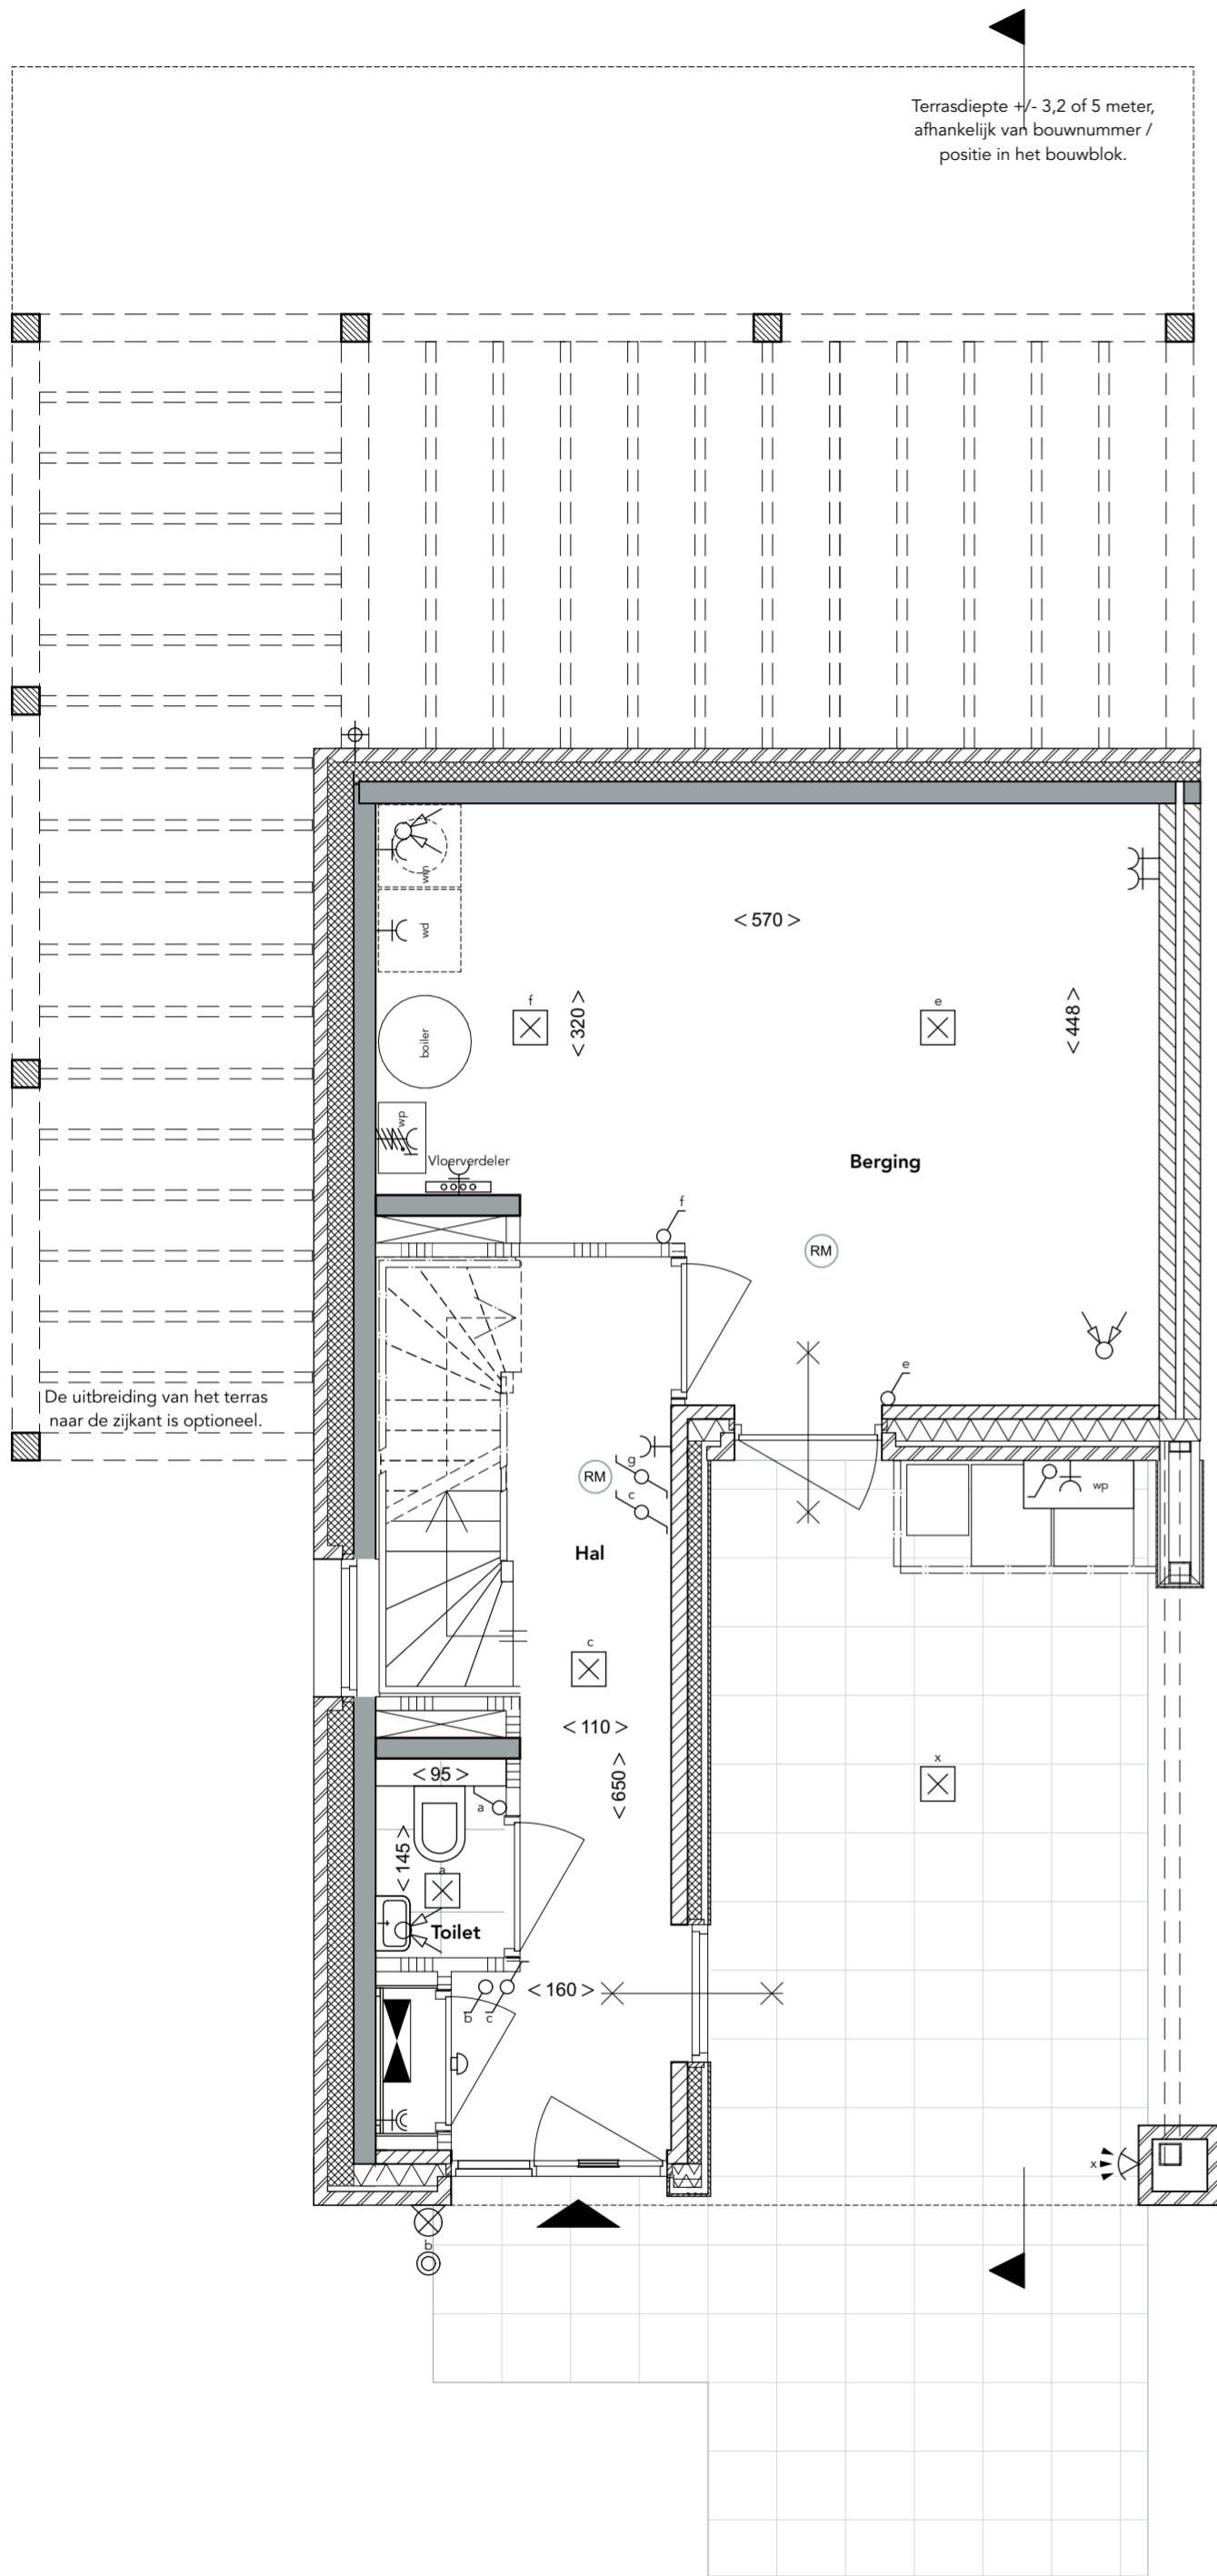 Terrasdiepte +/- 3,2 of 5 meter,
afhankelijk van bouwnummer /
positie in het bouwblok.
wm
wd
< 570 >
f
< 320 >
e
< 448 >
boiler
wp
Vloerverdeler
Berging
f
RM
e
De uitbreiding van het terras
naar de zijkant is optioneel.
g
RM
c
wp
Hal
c
< 110 >
< 650 >
x
< 95 >
a
< 145 >
a
Toilet
< 160 >
b
c
x
b